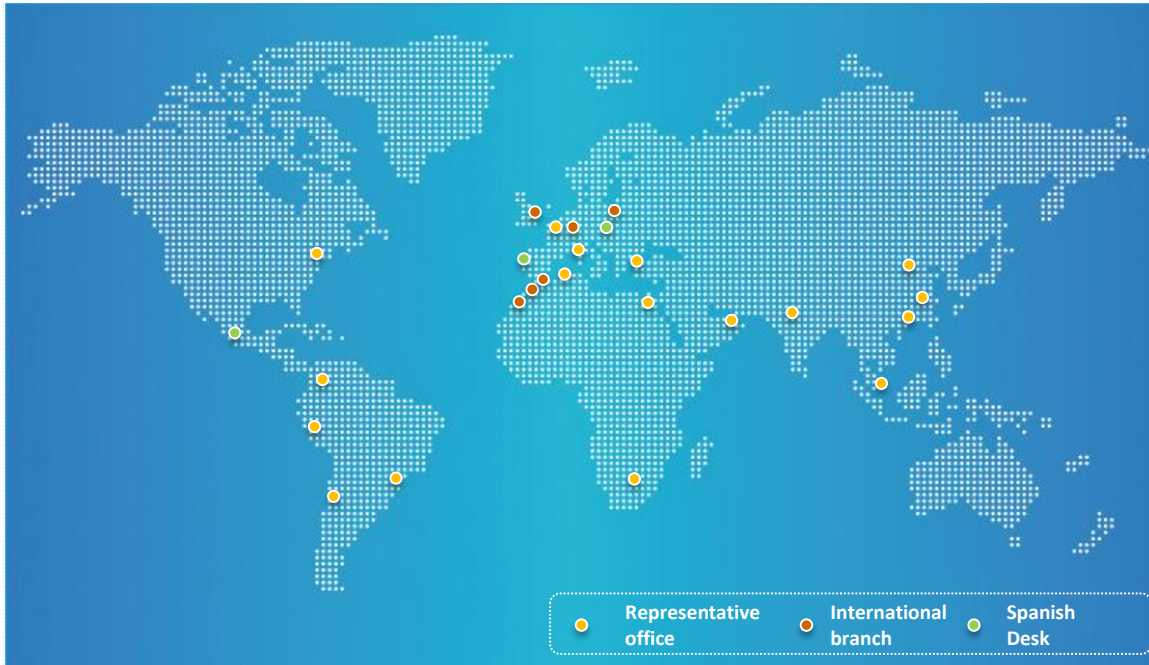 Representative
office
International
branch
Spanish
Desk